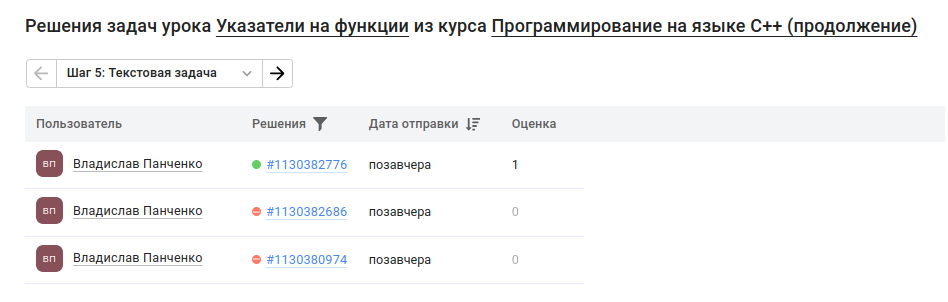 Решения задач урока Указатели на функции из курса Программирование на языке C++ (продолжение)
Шаг 5: Текстовая задача
Пользователь Решения Дата отправки Оценка
ВП Владислав Панченко #1130382776 позавчера 1
ВП Владислав Панченко #1130382686 позавчера 0
ВП Владислав Панченко #1130380974 позавчера 0